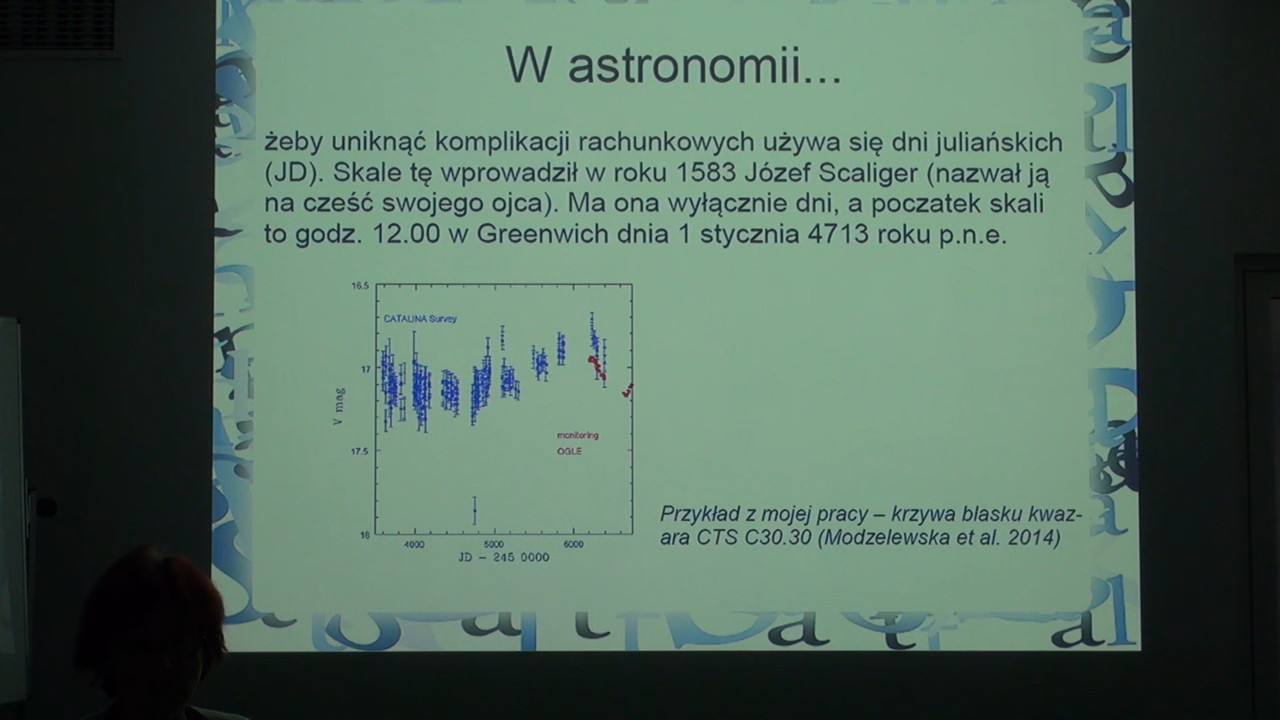 W astronomii...
żeby uniknąć komplikacji rachunkowych używa się dni juliańskich
(JD). Skale tę wprowadził w roku 1583 Józef Scaliger (nazwał ją
na cześć swojego ojca). Ma ona wyłącznie dni, a poczatek skali
to godz. 12.00 w Greenwich dnia 1 stycznia 4713 roku p.n.e.
16.5
CATALINA Survey
17
V mag
monitoring
17.5
OGLE
18
4000 5000 6000
JD – 245 0000
Przykład z mojej pracy – krzywa blasku kwaz-
ara CTS C30.30 (Modzelewska et al. 2014)